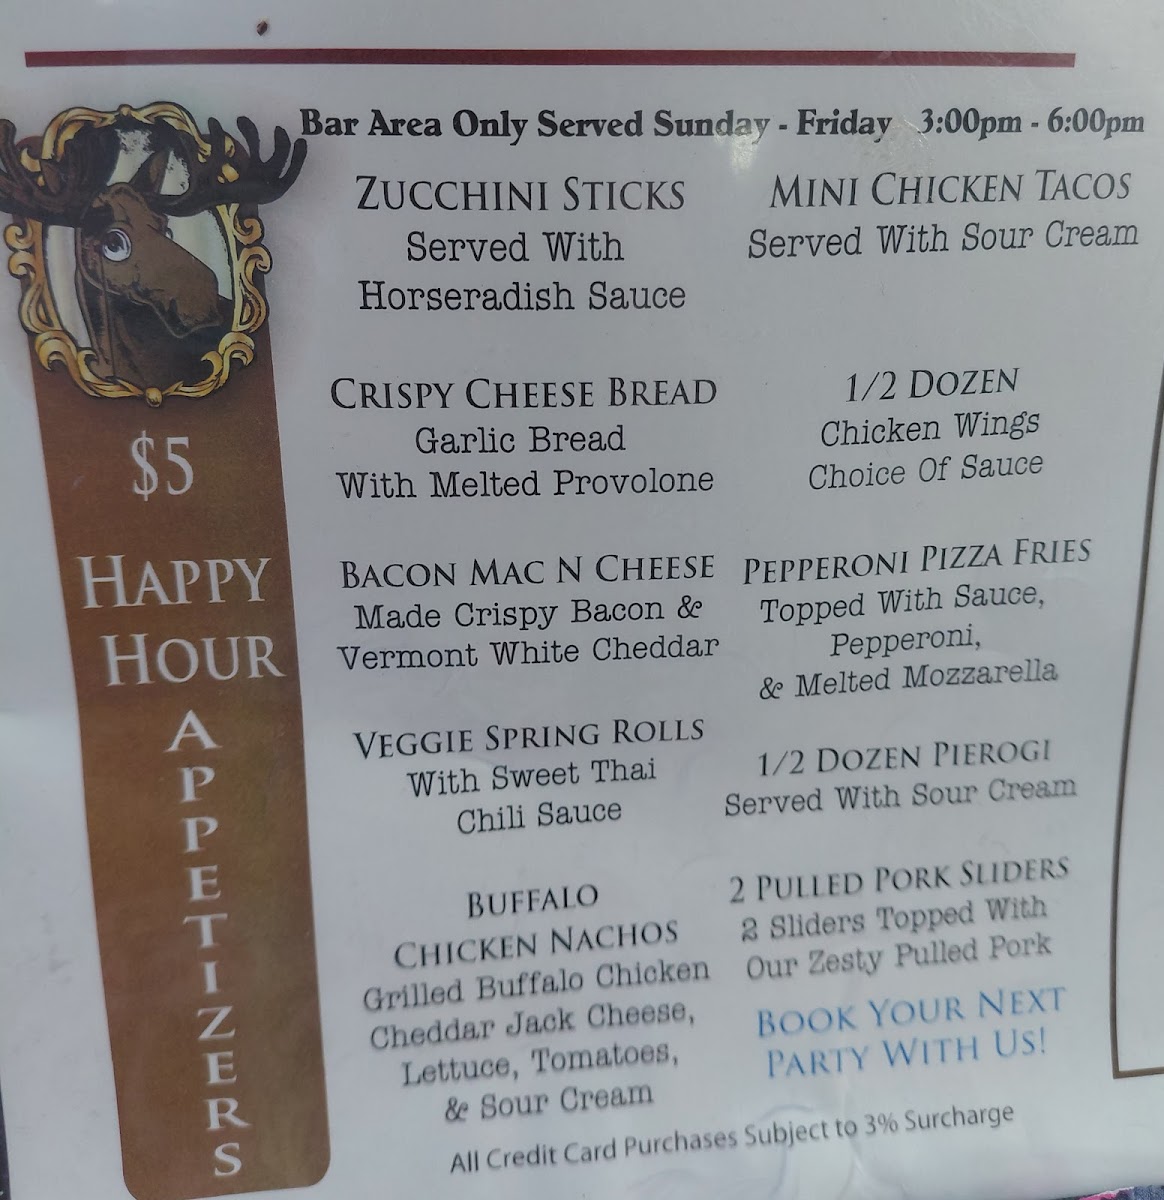 Bar Area Only Served Sunday - Friday 3:00pm - 6:00pm
$5
HAPPY
HOUR
APPETIZERS
ZUCCHINI STICKS
Served With
Horseradish Sauce
CRISPY CHEESE BREAD
Garlic Bread
With Melted Provolone
BACON MAC N CHEESE
Made Crispy Bacon &
Vermont White Cheddar
VEGGIE SPRING ROLLS
With Sweet Thai
Chili Sauce
BUFFALO
CHICKEN NACHOS
Grilled Buffalo Chicken
Cheddar Jack Cheese,
Lettuce, Tomatoes,
& Sour Cream
MINI CHICKEN TACOS
Served With Sour Cream
1/2 DOZEN
Chicken Wings
Choice Of Sauce
PEPPERONI PIZZA FRIES
Topped With Sauce,
Pepperoni,
& Melted Mozzarella
1/2 DOZEN PIEROGI
Served With Sour Cream
2 PULLED PORK SLIDERS
2 Sliders Topped With
Our Zesty Pulled Pork
BOOK YOUR NEXT
PARTY WITH US!
All Credit Card Purchases Subject to 3% Surcharge